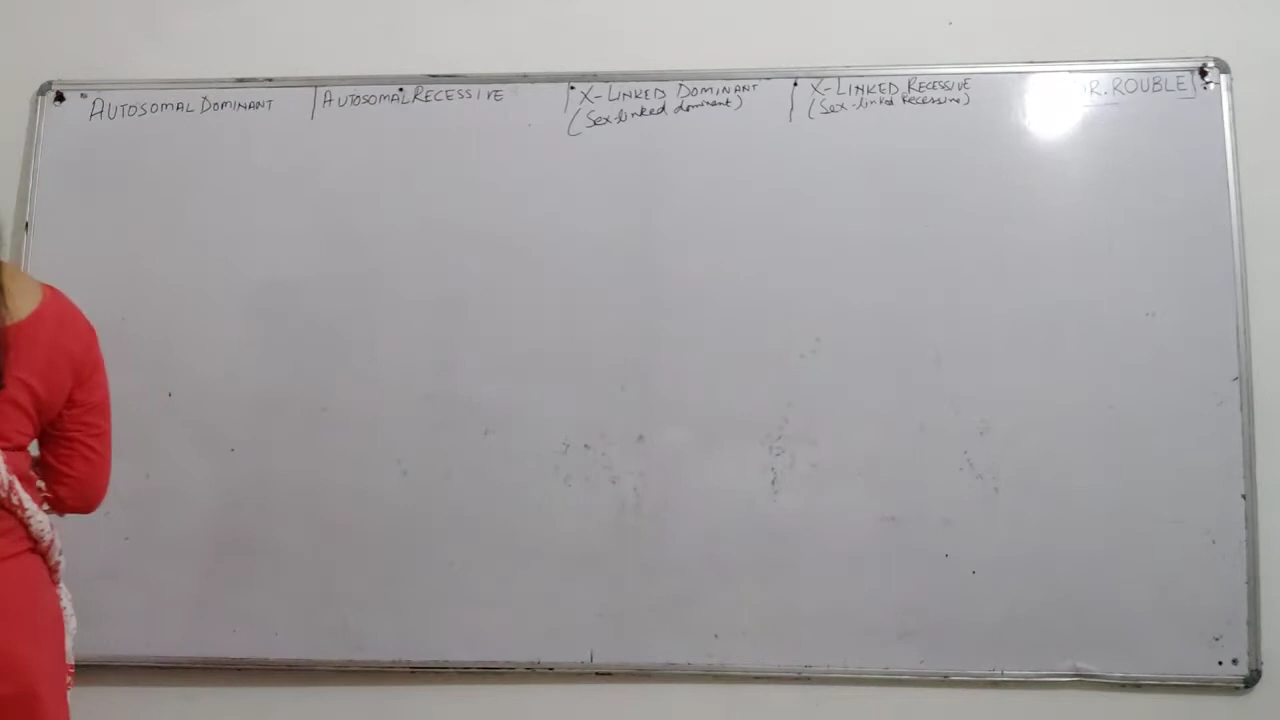 AUTOSOMAL DOMINANT
AUTOSOMAL RECESSIVE
X-LINKED DOMINANT
(Sex-linked dominant)
X-LINKED RECESSIVE
(Sex-linked Recessive)
DR. ROUBLE